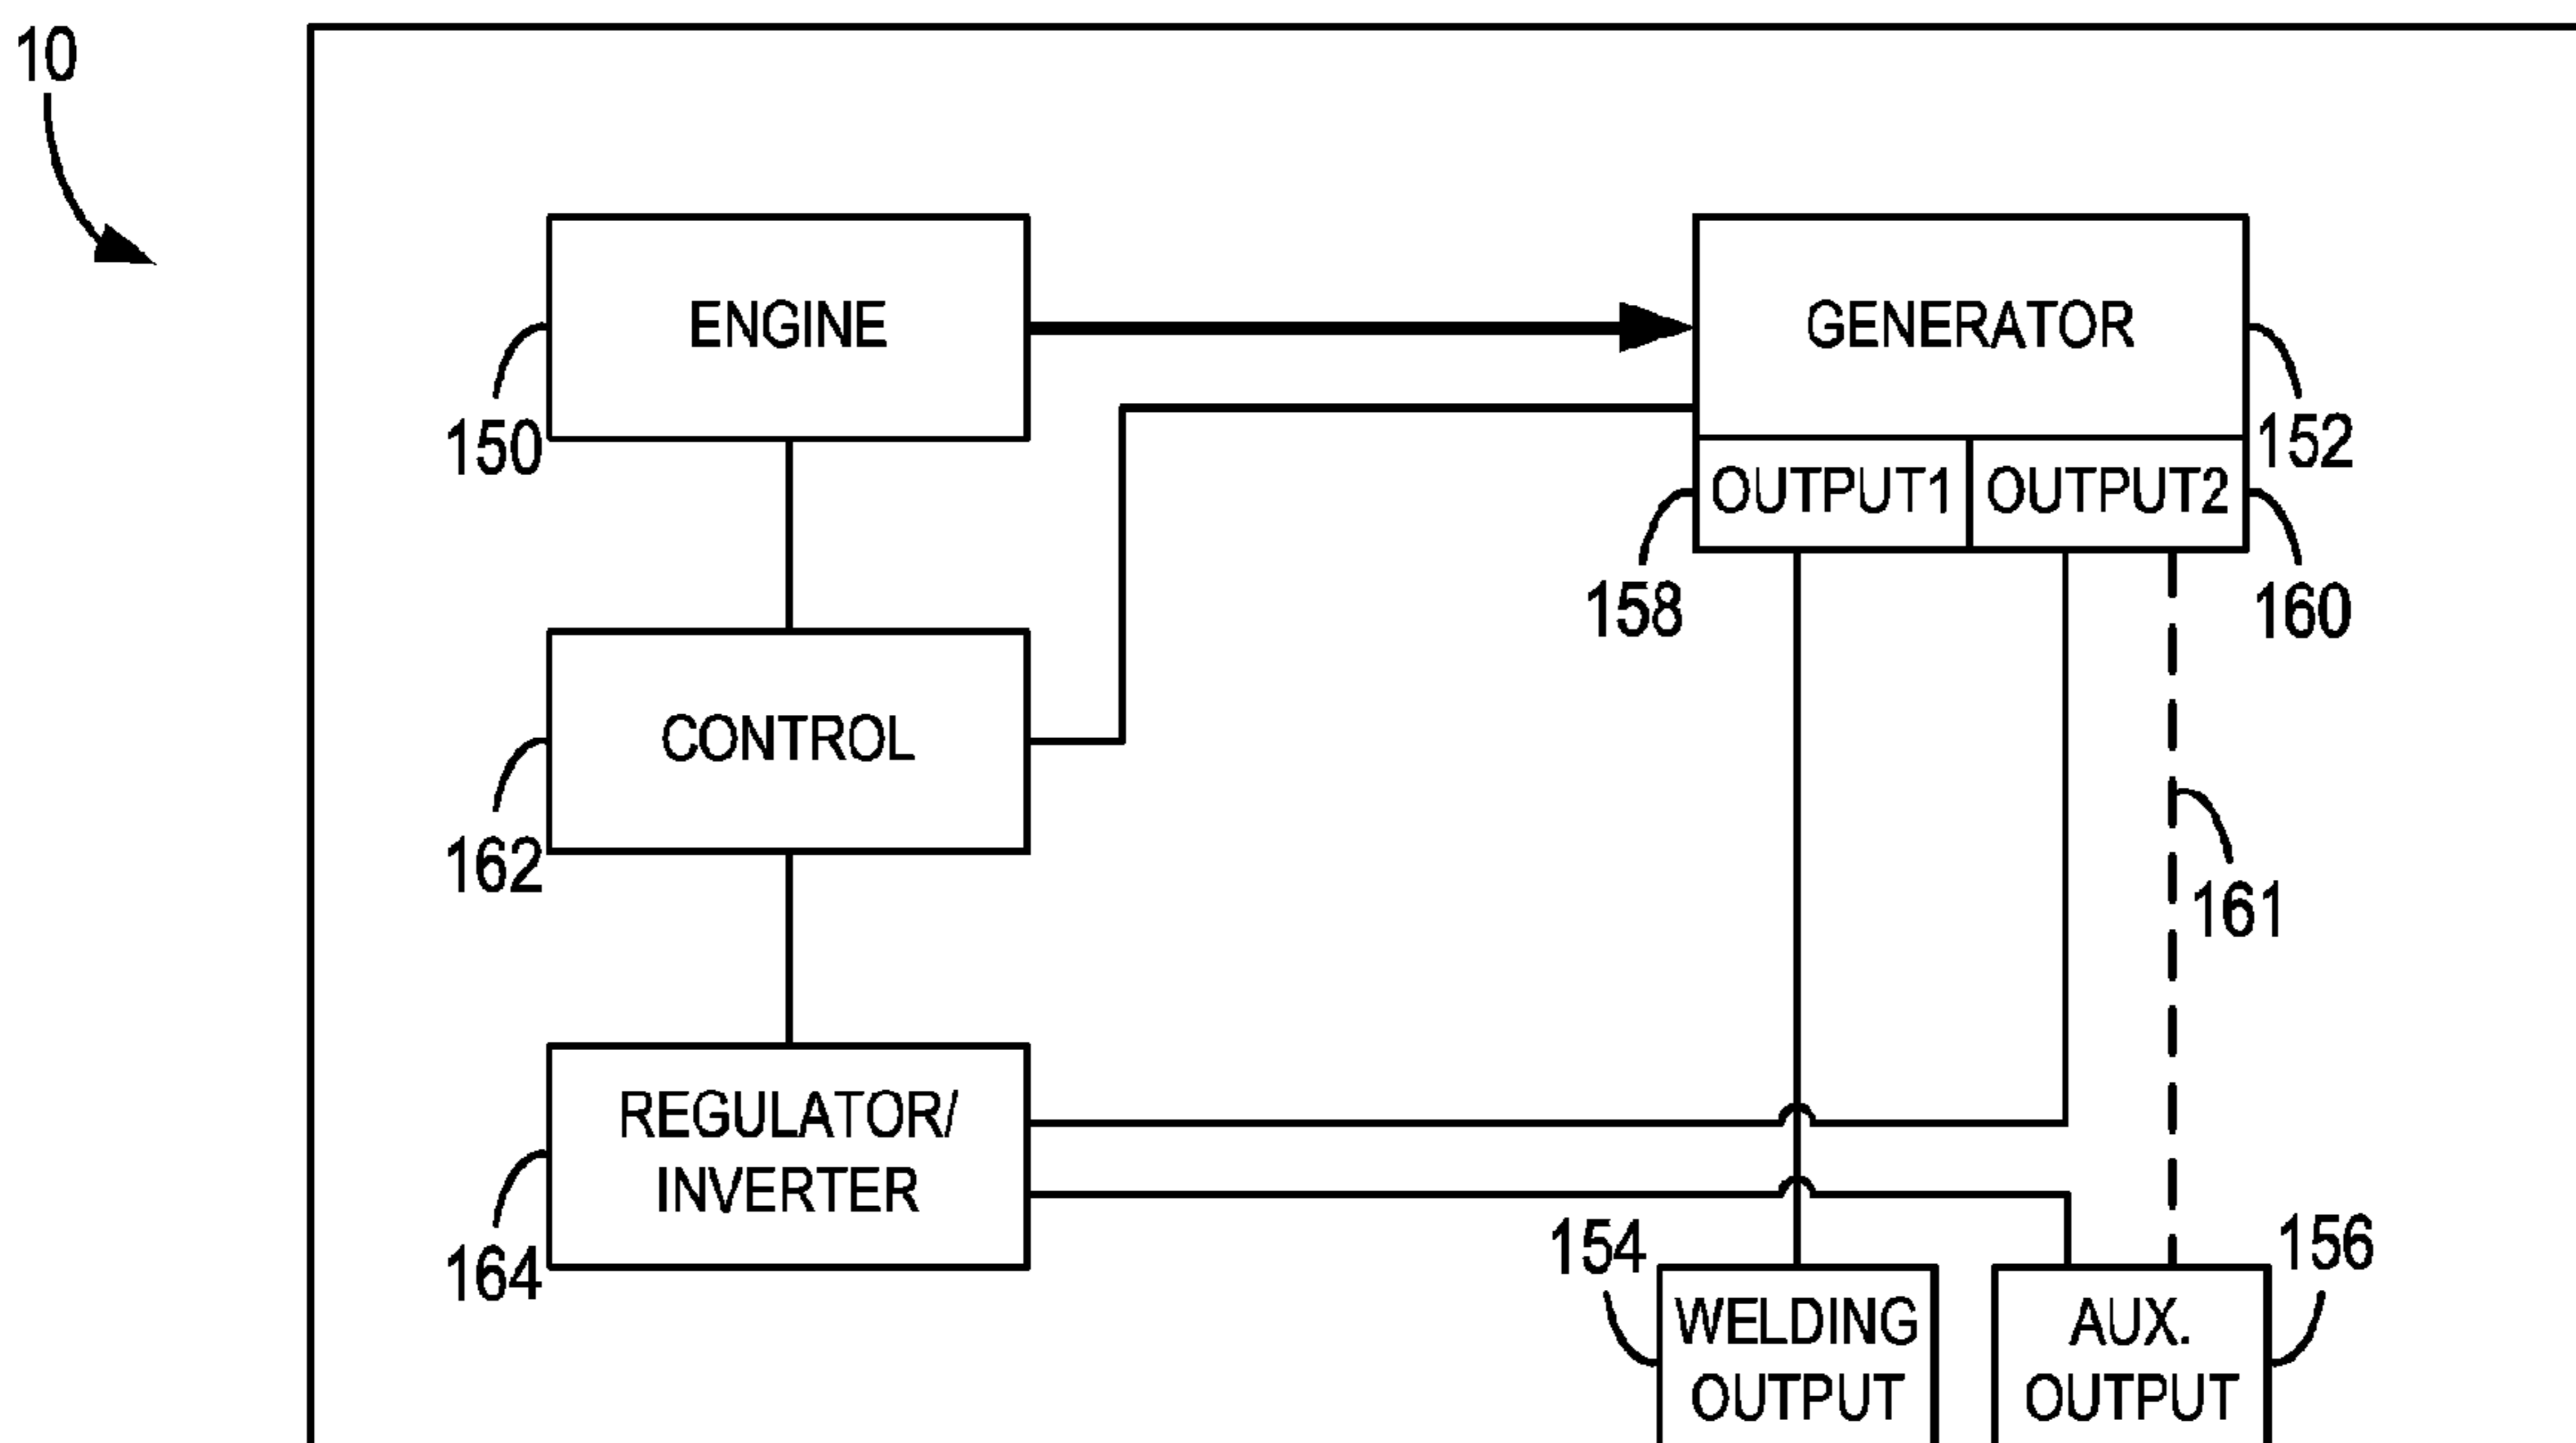 10
ENGINE
GENERATOR
150
152
OUTPUT1
OUTPUT2
158
160
CONTROL
162
161
REGULATOR/
INVERTER
164
154
156
WELDING
OUTPUT
AUX.
OUTPUT